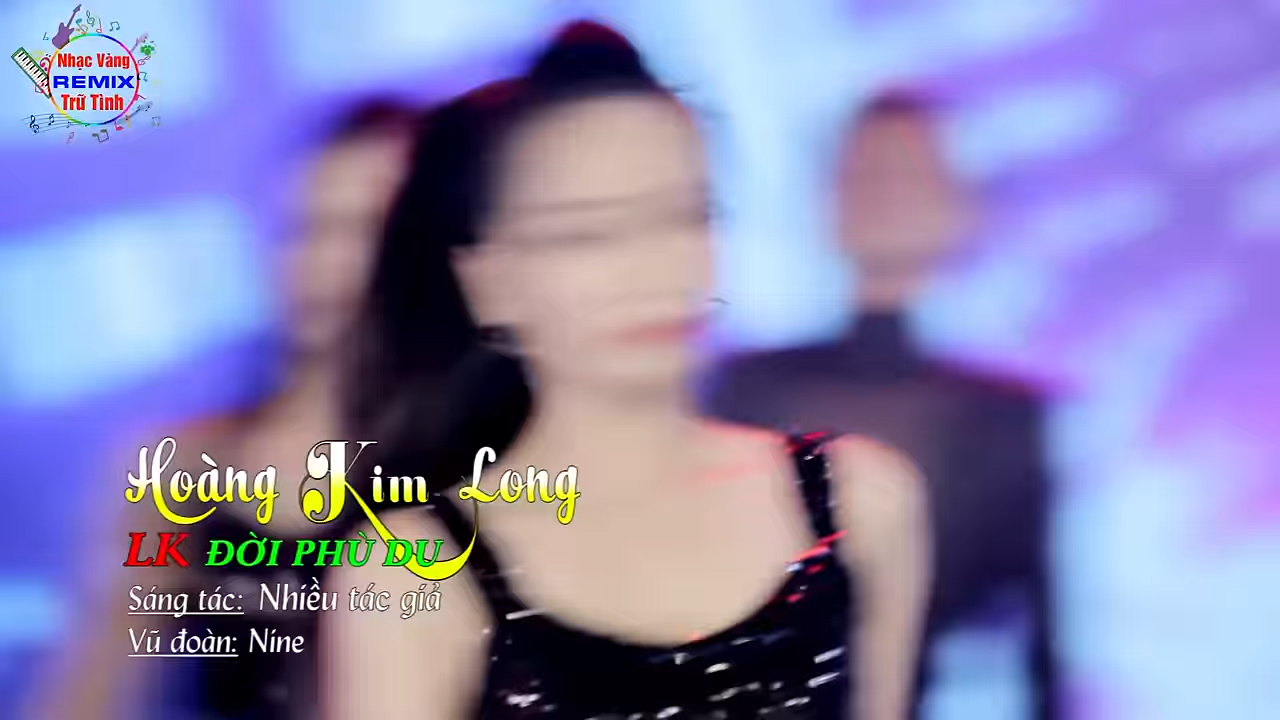 Nhạc Vàng
REMIX
Trữ Tình
Hoàng Kim Long
LK ĐỜI PHÙ DU
Sáng tác: Nhiều tác giả
Vũ đoàn: Nine